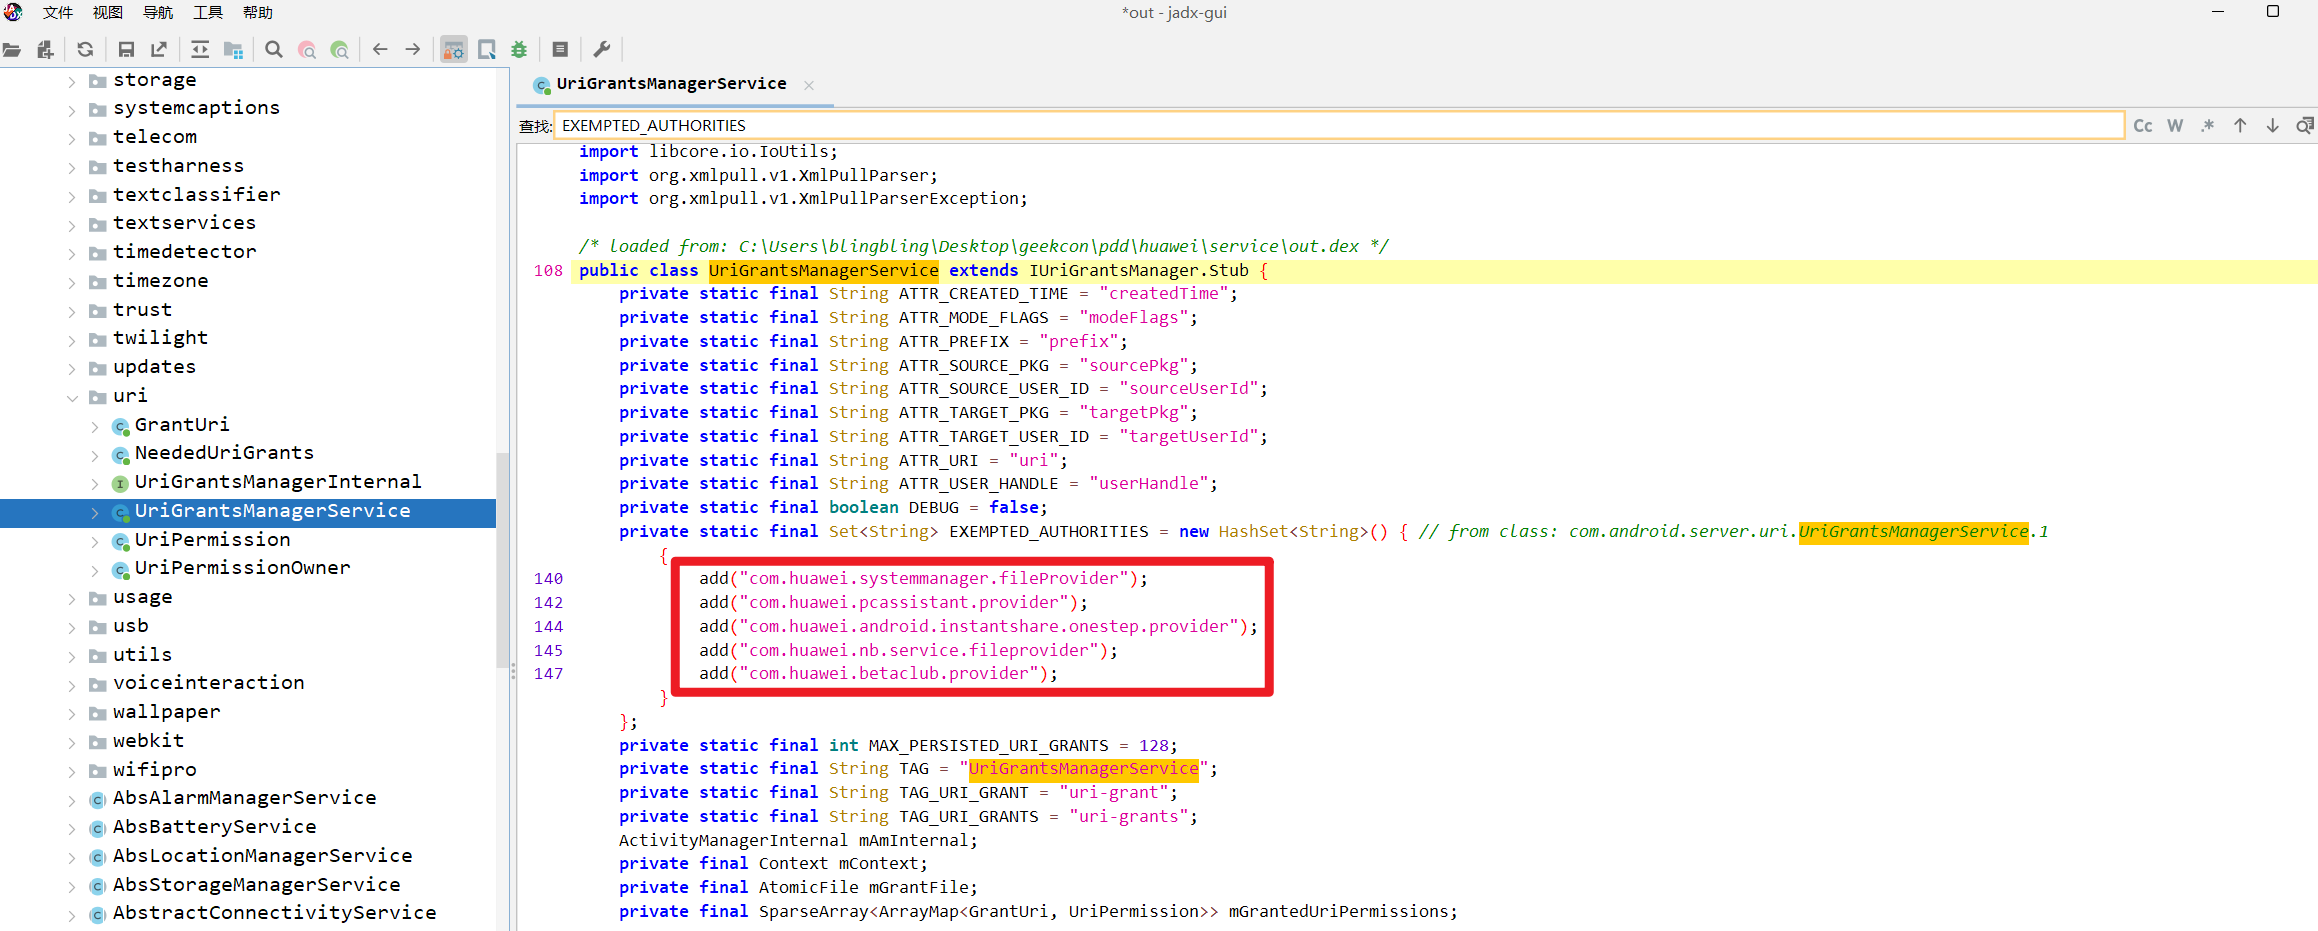 文件 视图 导航 工具 帮助
*out - jadx-gui
storage
systemcaptions
telecom
testharness
textclassifier
textservices
timedetector
timezone
trust
twilight
updates
uri
GrantUri
NeededUriGrants
UriGrantsManagerInternal
UriGrantsManagerService
UriPermission
UriPermissionOwner
usage
usb
utils
voiceinteraction
wallpaper
webkit
wifipro
AbsAlarmManagerService
AbsBatteryService
AbsLocationManagerService
AbsStorageManagerService
AbstractConnectivityService
UriGrantsManagerService
查找: EXEMPTED_AUTHORITIES Cc W .*
import libcore.io.IoUtils;
import org.xmlpull.v1.XmlPullParser;
import org.xmlpull.v1.XmlPullParserException;
/* loaded from: C:\Users\blingbling\Desktop\geekcon\pdd\huawei\service\out.dex */
108 public class UriGrantsManagerService extends IUriGrantsManager.Stub {
private static final String ATTR_CREATED_TIME = "createdTime";
private static final String ATTR_MODE_FLAGS = "modeFlags";
private static final String ATTR_PREFIX = "prefix";
private static final String ATTR_SOURCE_PKG = "sourcePkg";
private static final String ATTR_SOURCE_USER_ID = "sourceUserId";
private static final String ATTR_TARGET_PKG = "targetPkg";
private static final String ATTR_TARGET_USER_ID = "targetUserId";
private static final String ATTR_URI = "uri";
private static final String ATTR_USER_HANDLE = "userHandle";
private static final boolean DEBUG = false;
private static final Set<String> EXEMPTED_AUTHORITIES = new HashSet<String>() { // from class: com.android.server.uri.UriGrantsManagerService.1
{
140 add("com.huawei.systemmanager.fileProvider");
142 add("com.huawei.pcassistant.provider");
144 add("com.huawei.android.instantshare.onestep.provider");
145 add("com.huawei.nb.service.fileprovider");
147 add("com.huawei.betaclub.provider");
}
};
private static final int MAX_PERSISTED_URI_GRANTS = 128;
private static final String TAG = "UriGrantsManagerService";
private static final String TAG_URI_GRANT = "uri-grant";
private static final String TAG_URI_GRANTS = "uri-grants";
ActivityManagerInternal mAmInternal;
private final Context mContext;
private final AtomicFile mGrantFile;
private final SparseArray<ArrayMap<GrantUri, UriPermission>> mGrantedUriPermissions;